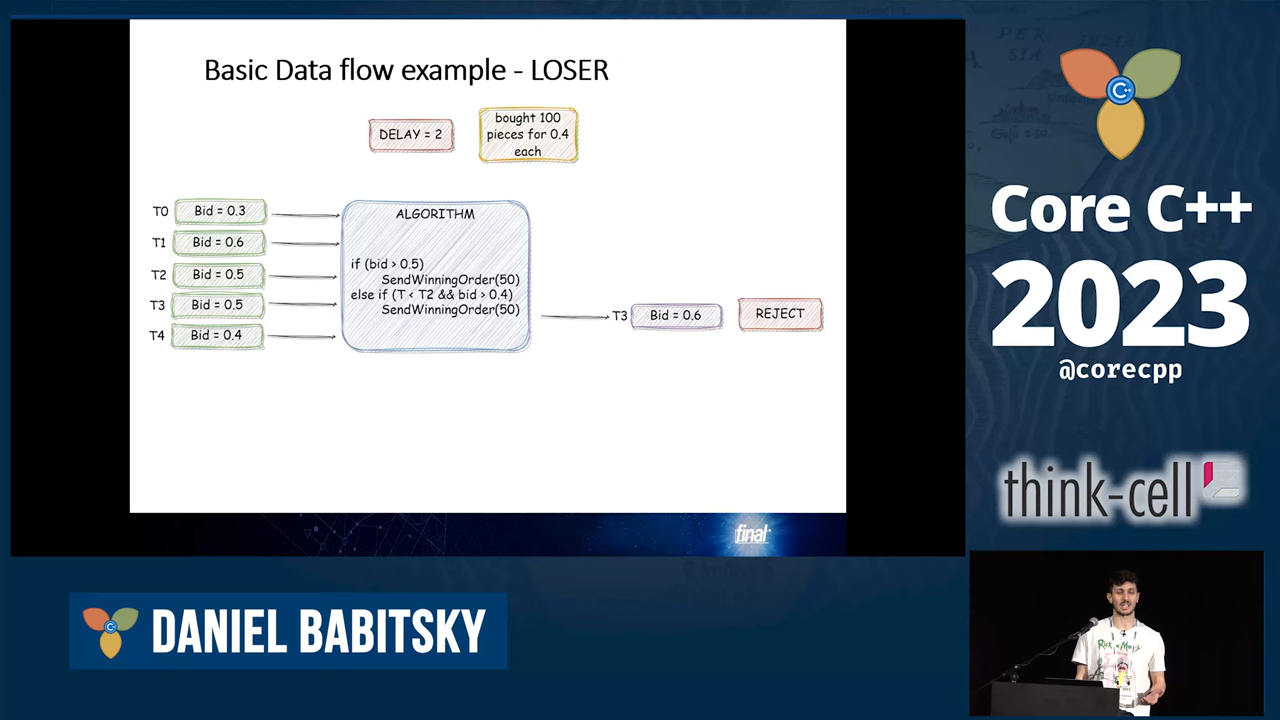 Basic Data flow example - LOSER
DELAY = 2
bought 100
pieces for 0.4
each
T0 Bid = 0.3
T1 Bid = 0.6
T2 Bid = 0.5
T3 Bid = 0.5
T4 Bid = 0.4
ALGORITHM
if (bid > 0.5)
SendWinningOrder(50)
else if (T < T2 && bid > 0.4)
SendWinningOrder(50)
T3 Bid = 0.6
REJECT
final
C++
Core C++
2023
@corecpp
think-cell
C++
DANIEL BABITSKY